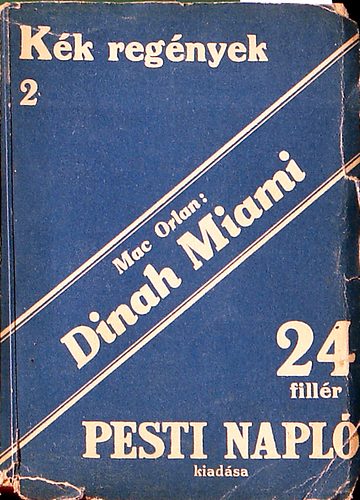 Kék regények
2
Mac Orlan:
Dinah Miami
24
fillér
PESTI NAPLÓ
kiadása